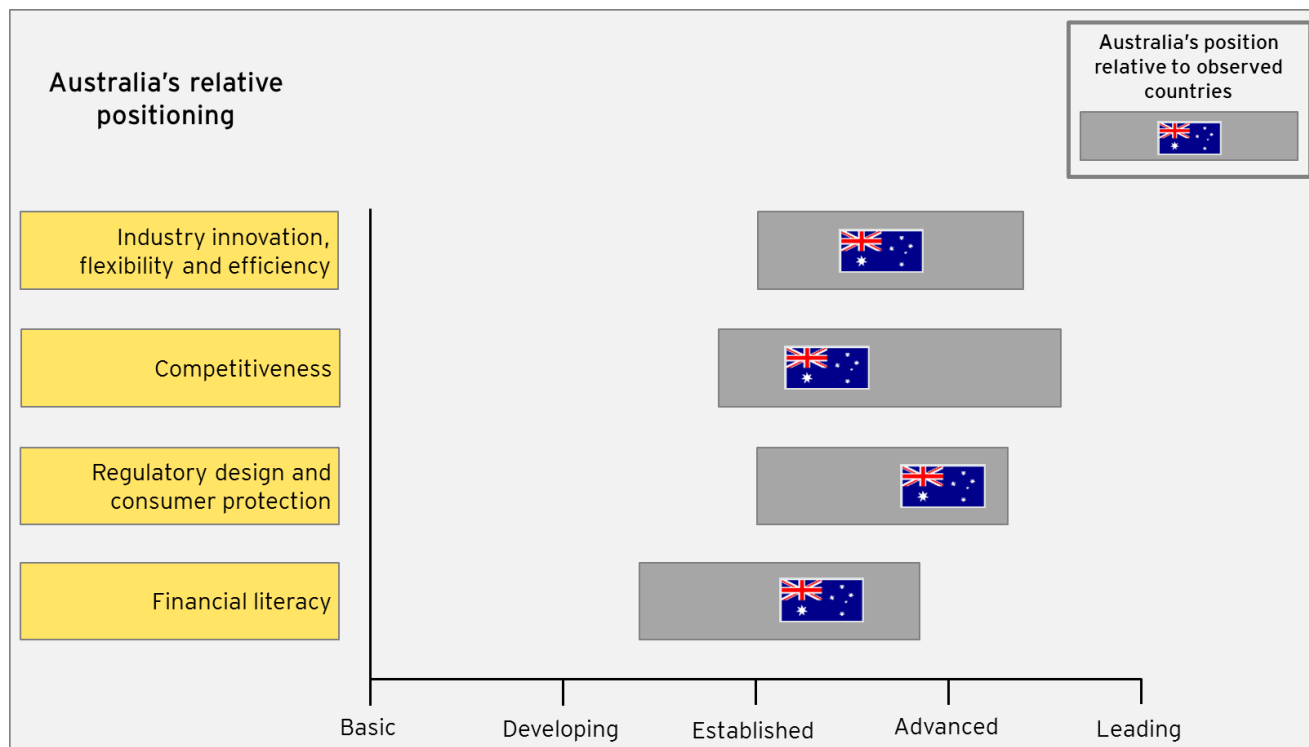 Australia's relative
positioning
Australia's position
relative to observed
countries
Industry innovation,
flexibility and efficiency
Competitiveness
Regulatory design and
consumer protection
Financial literacy
Basic
Developing
Established
Advanced
Leading